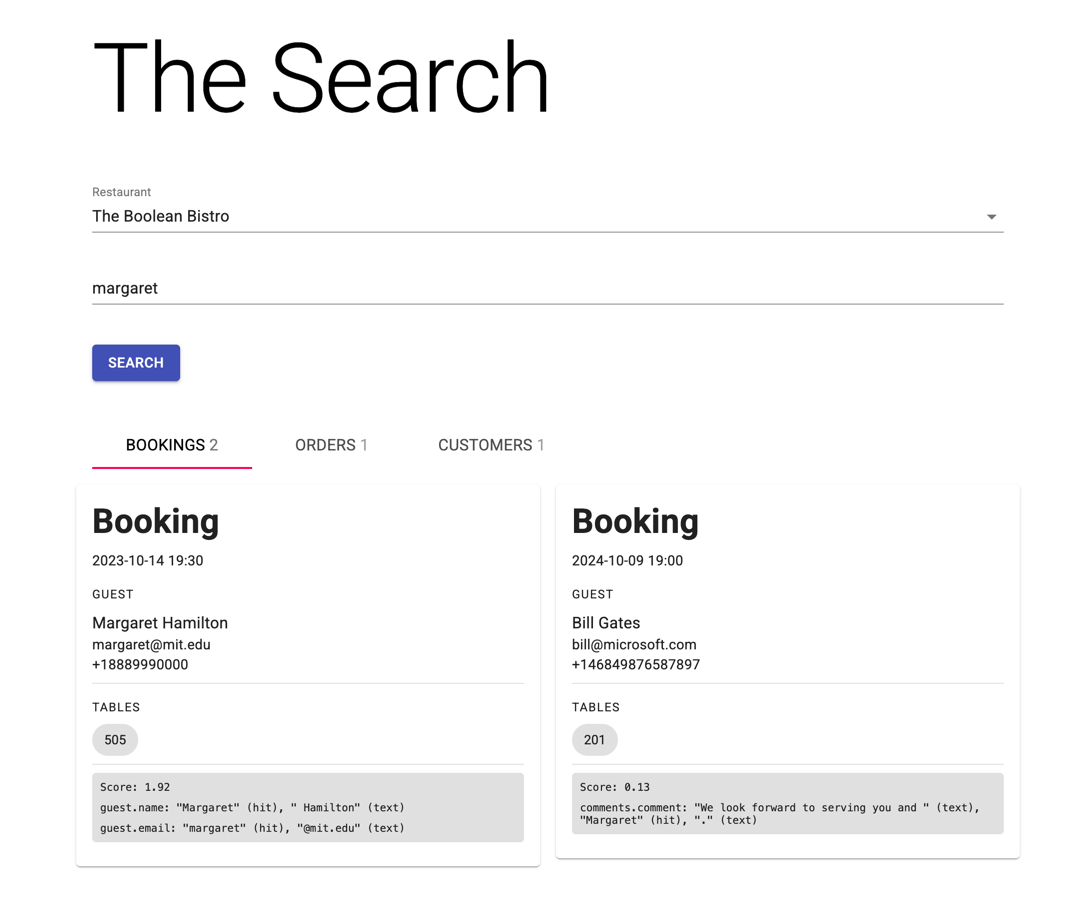 The Search
Restaurant
The Boolean Bistro
margaret
SEARCH
BOOKINGS 2
ORDERS 1
CUSTOMERS 1
Booking
2023-10-14 19:30
GUEST
Margaret Hamilton
margaret@mit.edu
+18889990000
TABLES
505
Score: 1.92
guest.name: "Margaret" (hit), " Hamilton" (text)
guest.email: "margaret" (hit), "@mit.edu" (text)
Booking
2024-10-09 19:00
GUEST
Bill Gates
bill@microsoft.com
+146849876587897
TABLES
201
Score: 0.13
comments.comment: "We look forward to serving you and " (text),
"Margaret" (hit), "." (text)